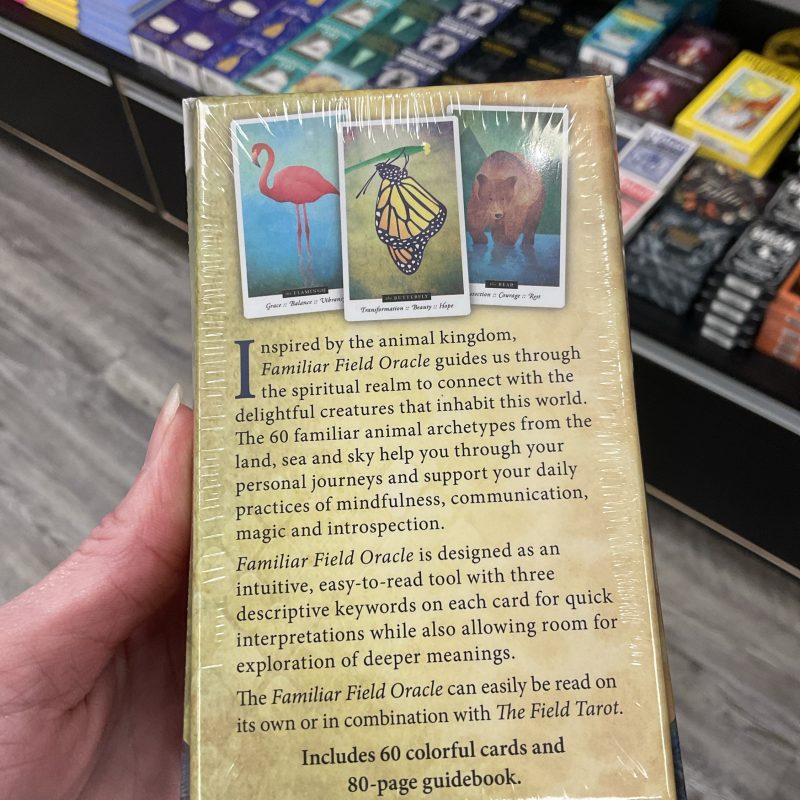 the FLAMINGO
Grace :: Balance :: Vibrancy
the BUTTERFLY
Transformation :: Beauty :: Hope
the BEAR
:: Courage :: Rest
Inspired by the animal kingdom,
Familiar Field Oracle guides us through
the spiritual realm to connect with the
delightful creatures that inhabit this world.
The 60 familiar animal archetypes from the
land, sea and sky help you through your
personal journeys and support your daily
practices of mindfulness, communication,
magic and introspection.
Familiar Field Oracle is designed as an
intuitive, easy-to-read tool with three
descriptive keywords on each card for quick
interpretations while also allowing room for
exploration of deeper meanings.
The Familiar Field Oracle can easily be read on
its own or in combination with The Field Tarot.
Includes 60 colorful cards and
80-page guidebook.